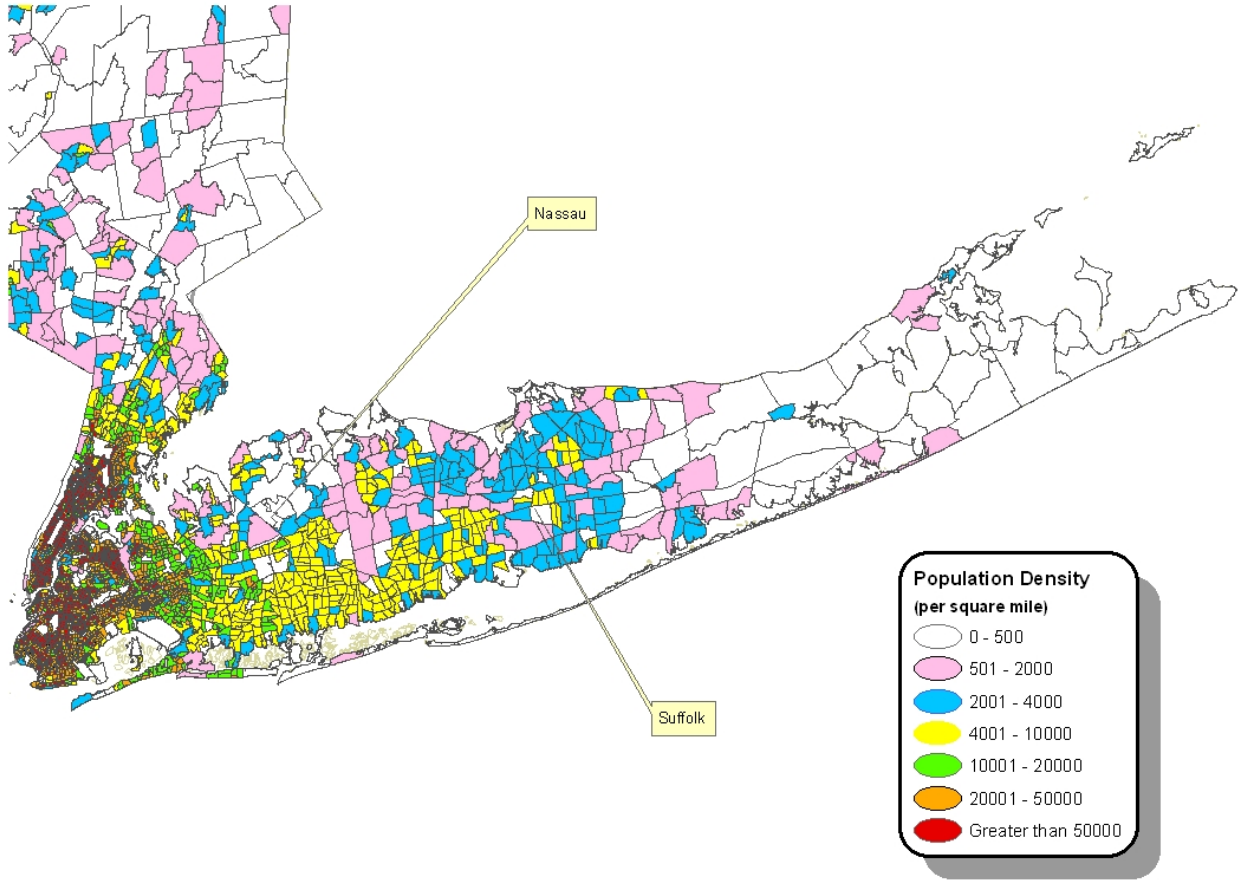 Nassau
Suffolk
Population Density
(per square mile)
0 - 500
501 - 2000
2001 - 4000
4001 - 10000
10001 - 20000
20001 - 50000
Greater than 50000